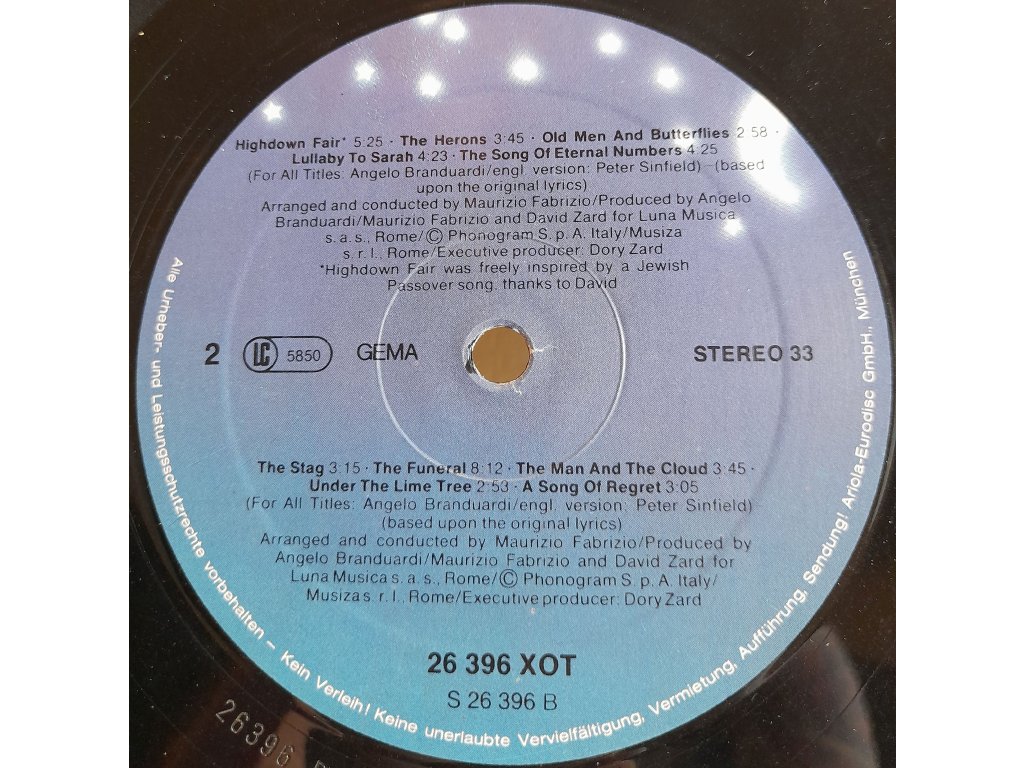 Highdown Fair* 5:25 · The Herons 3:45 · Old Men And Butterflies 2:58 ·
Lullaby To Sarah 4:23 · The Song Of Eternal Numbers 4:25
(For All Titles: Angelo Branduardi/engl. version: Peter Sinfield) (based
upon the original lyrics)
Arranged and conducted by Maurizio Fabrizio/Produced by Angelo
Branduardi/Maurizio Fabrizio and David Zard for Luna Musica
s. a. s., Rome/Ⓒ Phonogram S. p. A. Italy/Musiza
s. r. l., Rome/Executive producer: Dory Zard
*Highdown Fair was freely inspired by a Jewish
Passover song, thanks to David
2 LC 5850 GEMA STEREO 33
The Stag 3:15 · The Funeral 8:12 · The Man And The Cloud 3:45 ·
Under The Lime Tree 2:53 · A Song Of Regret 3:05
(For All Titles: Angelo Branduardi/engl. version: Peter Sinfield)
(based upon the original lyrics)
Arranged and conducted by Maurizio Fabrizio/Produced by
Angelo Branduardi/Maurizio Fabrizio and David Zard for
Luna Musica s. a. s., Rome/Ⓒ Phonogram S. p. A. Italy/
Musiza s. r. l., Rome/Executive producer: Dory Zard
26 396 XOT
S 26 396 B
Alle Urheber- und Leistungsschutzrechte vorbehalten – Kein Verleih! Keine unerlaubte Vervielfältigung, Vermietung, Aufführung, Sendung! Ariola-Eurodisc GmbH., München
26396